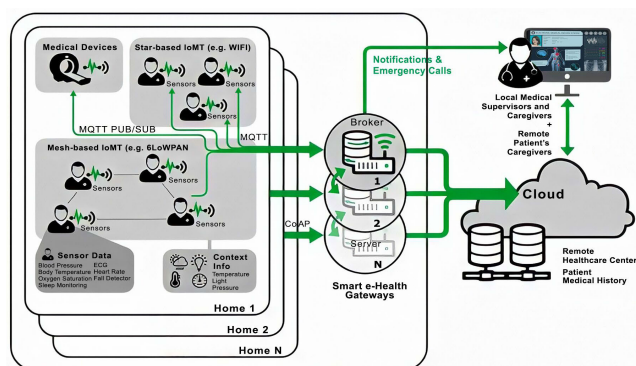 Medical Devices
Star-based IoMT (e.g. WIFI)
Sensors
Sensors
Sensors
MQTT PUB/SUB
MQTT
Mesh-based IoMT (e.g. 6LoWPAN
Sensors
Sensors
Sensors
Sensors
Sensor Data
Blood Pressure ECG
Body Temperature Heart Rate
Oxygen Saturation Fall Detector
Sleep Monitoring
Context
Info
Temperature
Light
Pressure
Home 1
Home 2
Home N
CoAP
Broker
1
2
Server
N
Smart e-Health
Gateways
Notifications &
Emergency Calls
Local Medical
Supervisors and
Caregivers
+
Remote
Patient's
Caregivers
Cloud
Remote
Healthcare Center
Patient
Medical History